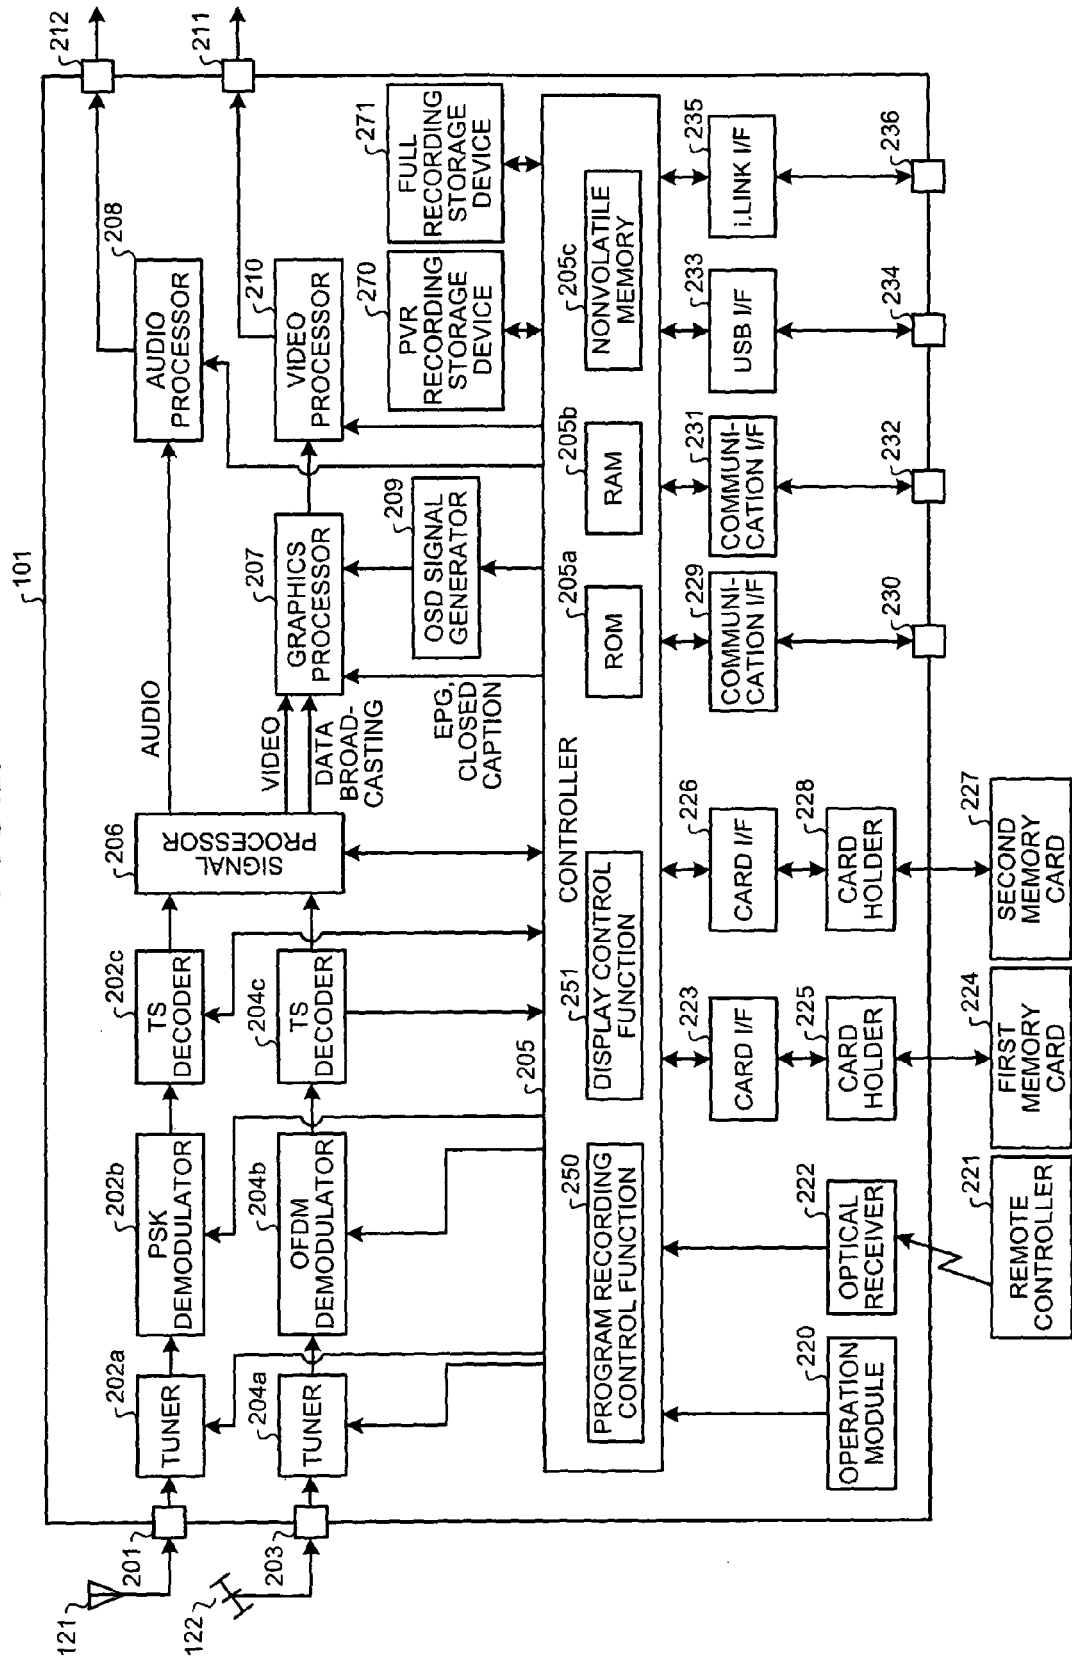 101
121
201
122
203
202a
TUNER
204a
TUNER
202b
PSK
DEMODULATOR
204b
OFDM
DEMODULATOR
202c
TS
DECODER
204c
TS
DECODER
206
SIGNAL
PROCESSOR
AUDIO
VIDEO
DATA
BROAD-
CASTING
207
GRAPHICS
PROCESSOR
208
AUDIO
PROCESSOR
210
VIDEO
PROCESSOR
212
211
EPG,
CLOSED
CAPTION
209
OSD SIGNAL
GENERATOR
270
PVR
RECORDING
STORAGE
DEVICE
271
FULL
RECORDING
STORAGE
DEVICE
205
CONTROLLER
250
PROGRAM RECORDING
CONTROL FUNCTION
251
DISPLAY CONTROL
FUNCTION
205a
ROM
205b
RAM
205c
NONVOLATILE
MEMORY
220
OPERATION
MODULE
222
OPTICAL
RECEIVER
223
CARD I/F
225
CARD
HOLDER
226
CARD I/F
228
CARD
HOLDER
229
COMMUNI-
CATION I/F
230
231
COMMUNI-
CATION I/F
232
233
USB I/F
234
235
i.LINK I/F
236
221
REMOTE
CONTROLLER
224
FIRST
MEMORY
CARD
227
SECOND
MEMORY
CARD